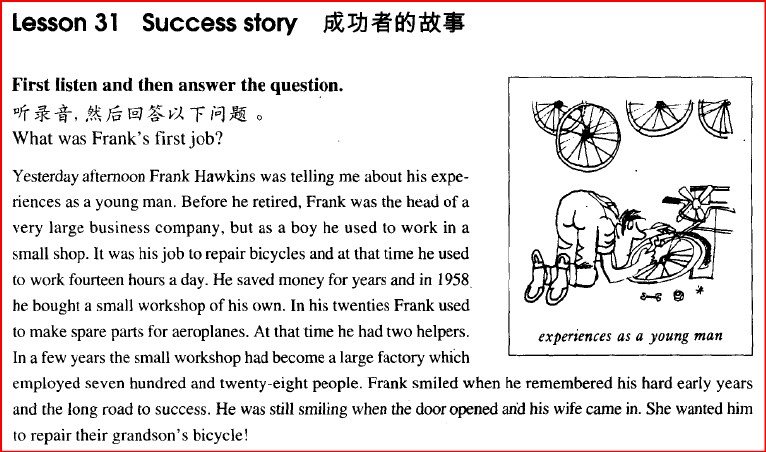 Lesson 31 Success story 成功者的故事
First listen and then answer the question.
听录音，然后回答以下问题。
What was Frank's first job?
Yesterday afternoon Frank Hawkins was telling me about his expe-
riences as a young man. Before he retired, Frank was the head of a
very large business company, but as a boy he used to work in a
small shop. It was his job to repair bicycles and at that time he used
to work fourteen hours a day. He saved money for years and in 1958
he bought a small workshop of his own. In his twenties Frank used
to make spare parts for aeroplanes. At that time he had two helpers.
In a few years the small workshop had become a large factory which
employed seven hundred and twenty-eight people. Frank smiled when he remembered his hard early years
and the long road to success. He was still smiling when the door opened and his wife came in. She wanted him
to repair their grandson's bicycle!
experiences as a young man